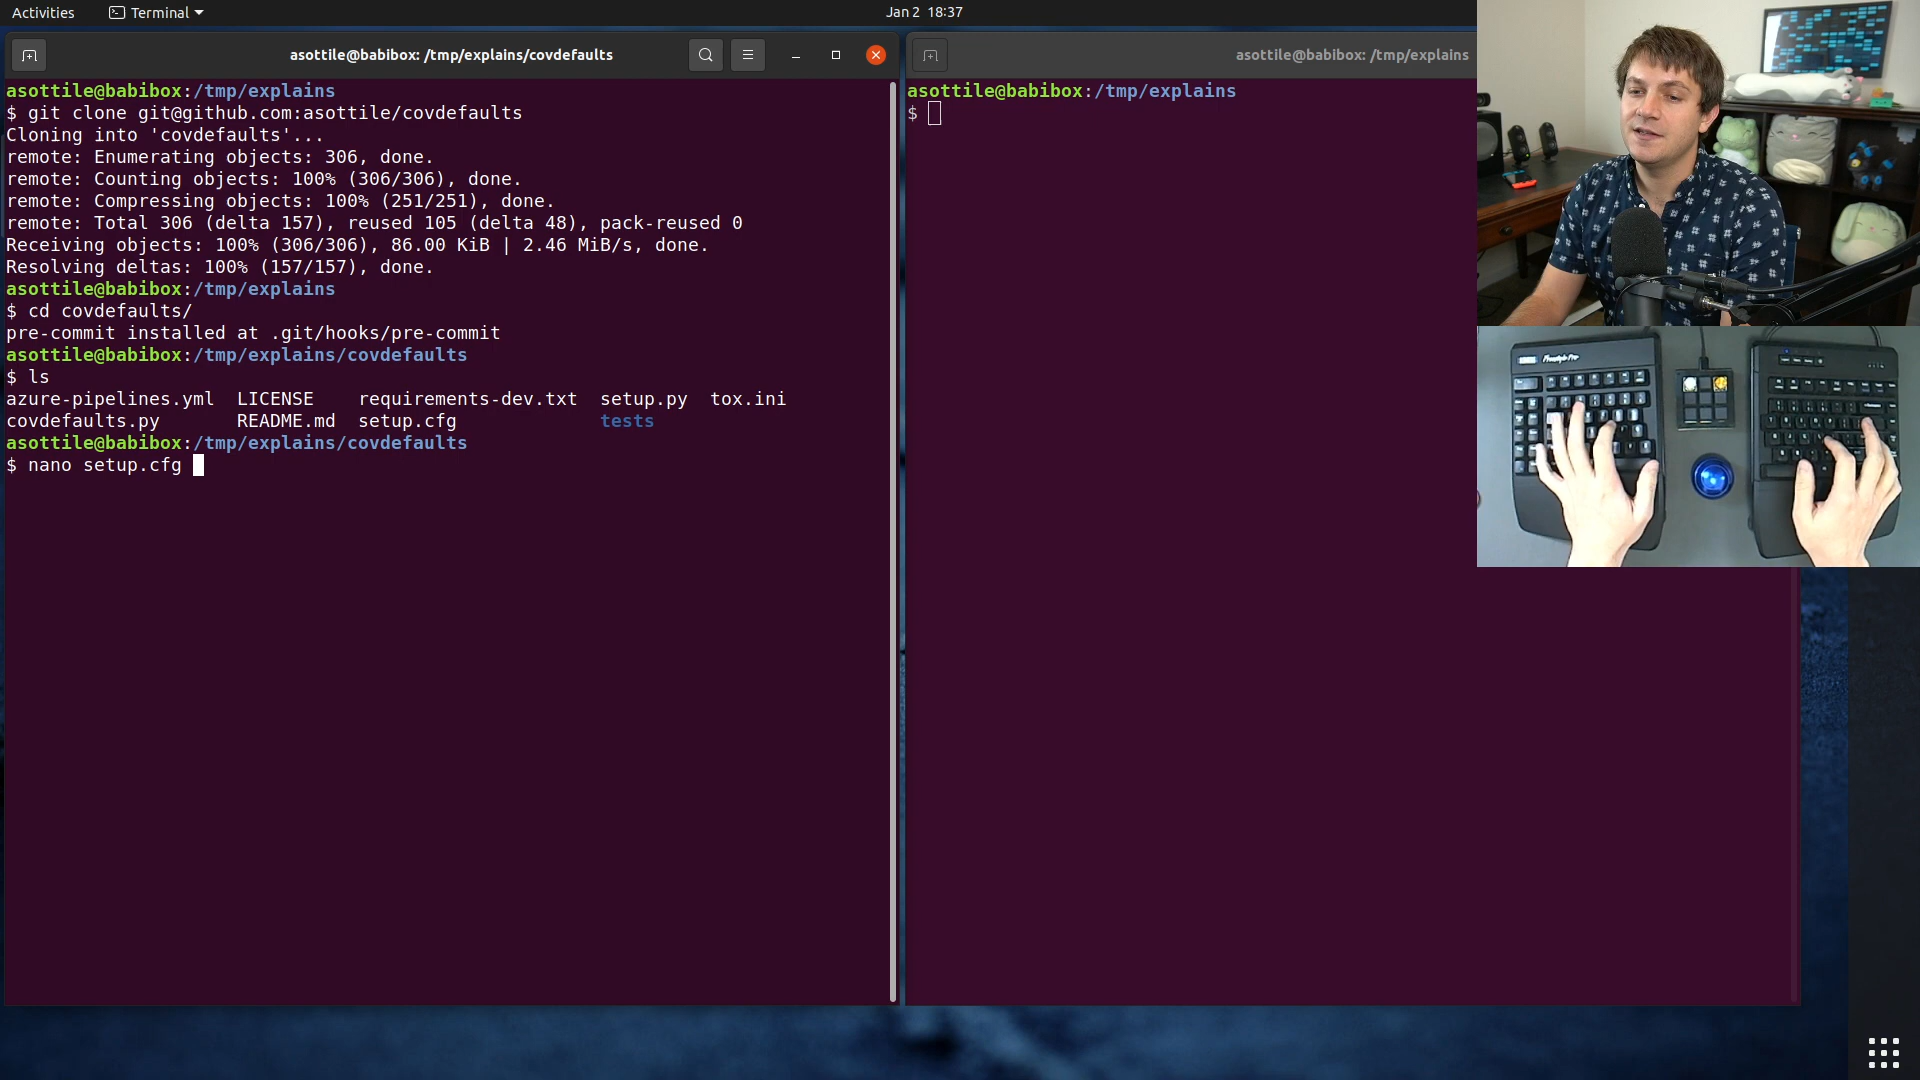 Activities
Terminal
Jan 2 18:37
asottile@babibox: /tmp/explains/covdefaults
asottile@babibox:/tmp/explains
$ git clone git@github.com:asottile/covdefaults
Cloning into 'covdefaults'...
remote: Enumerating objects: 306, done.
remote: Counting objects: 100% (306/306), done.
remote: Compressing objects: 100% (251/251), done.
remote: Total 306 (delta 157), reused 105 (delta 48), pack-reused 0
Receiving objects: 100% (306/306), 86.00 KiB | 2.46 MiB/s, done.
Resolving deltas: 100% (157/157), done.
asottile@babibox:/tmp/explains
$ cd covdefaults/
pre-commit installed at .git/hooks/pre-commit
asottile@babibox:/tmp/explains/covdefaults
$ ls
azure-pipelines.yml LICENSE requirements-dev.txt setup.py tox.ini
covdefaults.py README.md setup.cfg tests
asottile@babibox:/tmp/explains/covdefaults
$ nano setup.cfg
asottile@babibox: /tmp/explains
asottile@babibox:/tmp/explains
$
Freestyle Pro